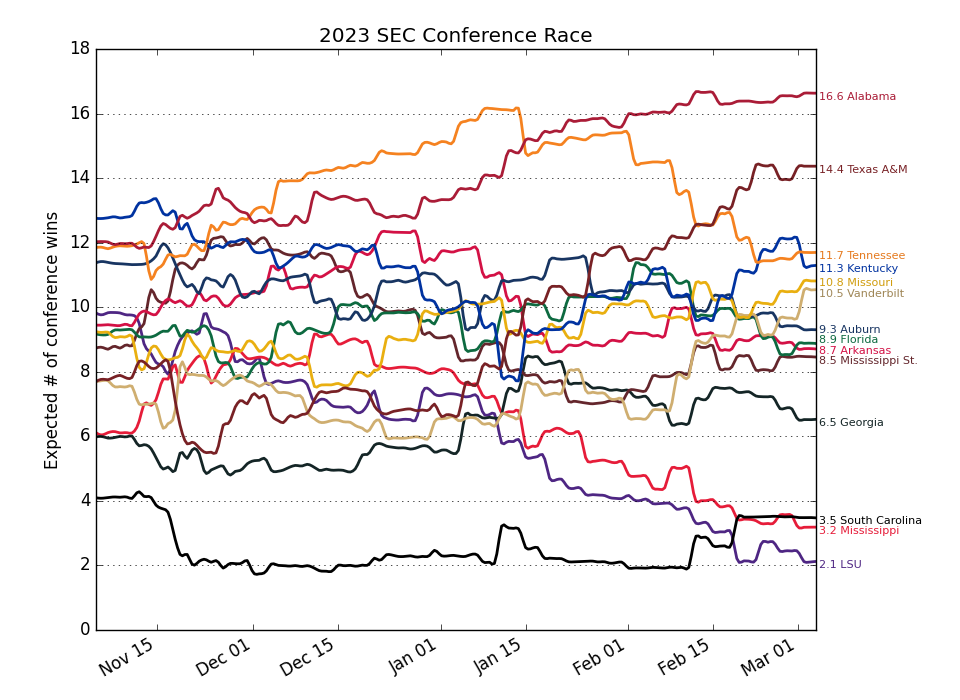 2023 SEC Conference Race
Expected # of conference wins
18
16
14
12
10
8
6
4
2
0
Nov 15
Dec 01
Dec 15
Jan 01
Jan 15
Feb 01
Feb 15
Mar 01
16.6 Alabama
14.4 Texas A&M
11.7 Tennessee
11.3 Kentucky
10.8 Missouri
10.5 Vanderbilt
9.3 Auburn
8.9 Florida
8.7 Arkansas
8.5 Mississippi St.
6.5 Georgia
3.5 South Carolina
3.2 Mississippi
2.1 LSU